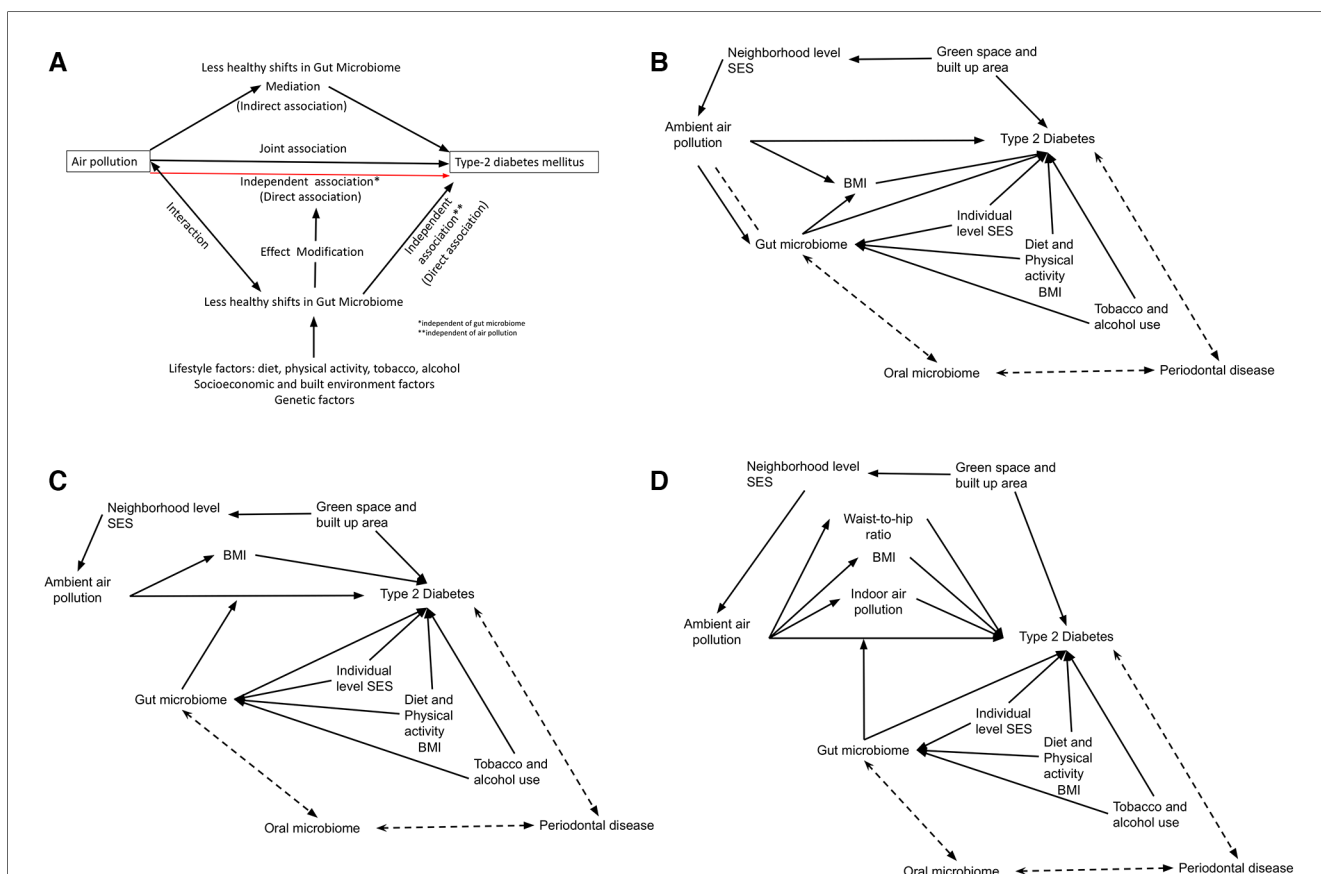 A
Less healthy shifts in Gut Microbiome
Mediation
(Indirect association)
Joint association
Air pollution
Type-2 diabetes mellitus
Independent association*
(Direct association)
Interaction
Independent
association**
(Direct association)
Effect Modification
Less healthy shifts in Gut Microbiome
*independent of gut microbiome
**independent of air pollution
Lifestyle factors: diet, physical activity, tobacco, alcohol
Socioeconomic and built environment factors
Genetic factors
B
Neighborhood level
SES
Green space and
built up area
Ambient air
pollution
Type 2 Diabetes
BMI
Individual
level SES
Gut microbiome
Diet and
Physical
activity
BMI
Tobacco and
alcohol use
Oral microbiome
Periodontal disease
C
Neighborhood level
SES
Green space and
built up area
BMI
Ambient air
pollution
Type 2 Diabetes
Individual
level SES
Gut microbiome
Diet and
Physical
activity
BMI
Tobacco and
alcohol use
Oral microbiome
Periodontal disease
D
Neighborhood level
SES
Green space and
built up area
Waist-to-hip
ratio
BMI
Indoor air
pollution
Ambient air
pollution
Type 2 Diabetes
Individual
level SES
Gut microbiome
Diet and
Physical
activity
BMI
Tobacco and
alcohol use
Oral microbiome
Periodontal disease